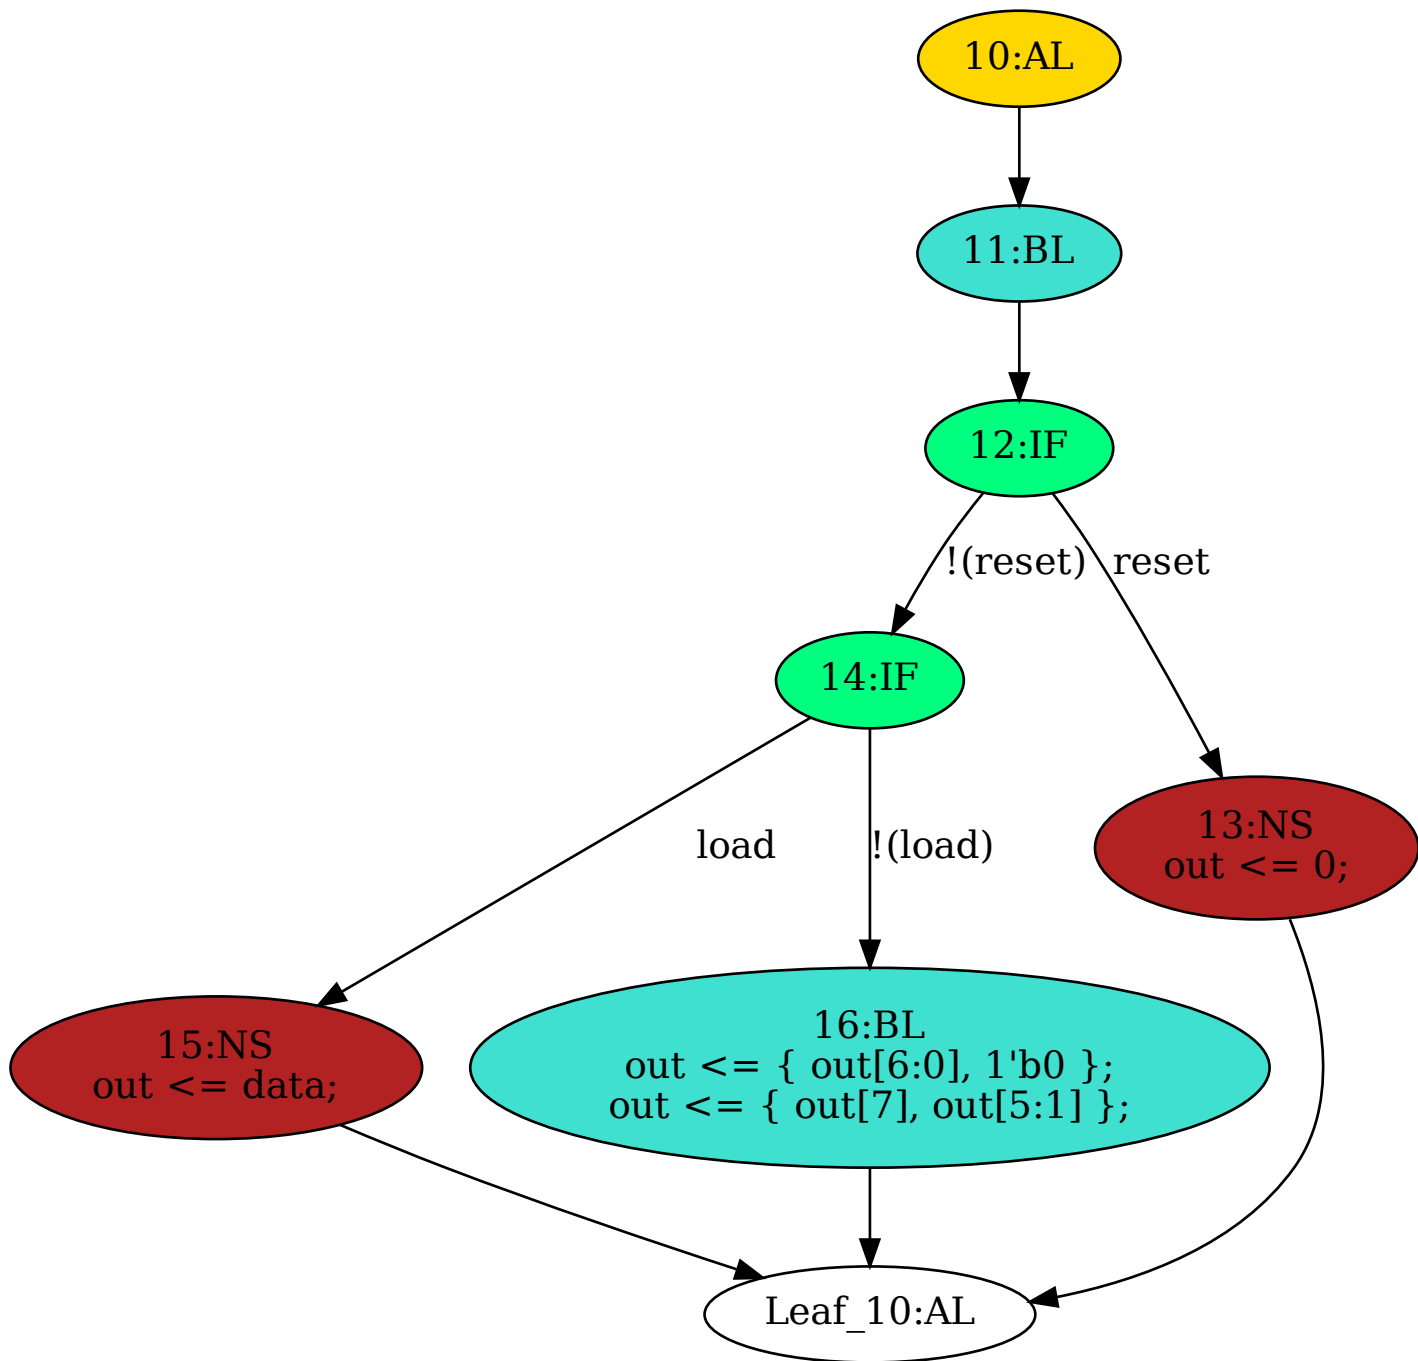 10:AL
11:BL
12:IF
!(reset)
reset
14:IF
load
!(load)
13:NS
out <= 0;
15:NS
out <= data;
16:BL
out <= { out[6:0], 1'b0 };
out <= { out[7], out[5:1] };
Leaf_10:AL